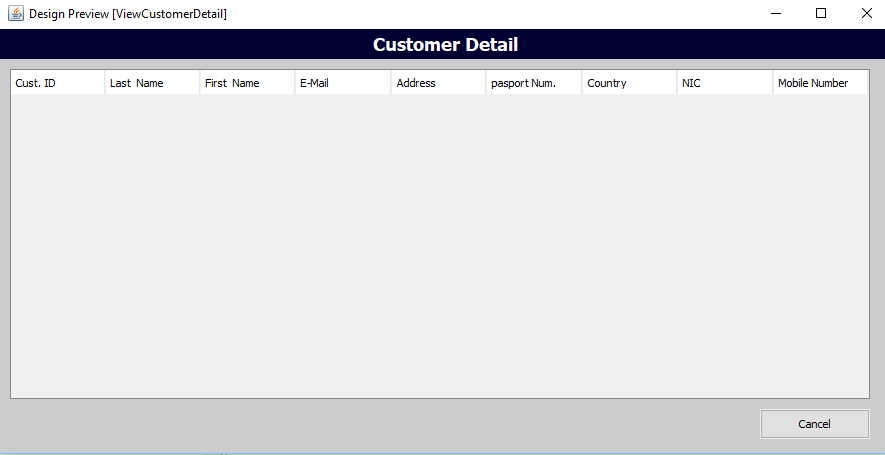 Design Preview [ViewCustomerDetail]
Customer Detail
Cust. ID Last Name First Name E-Mail Address pasport Num. Country NIC Mobile Number
Cancel